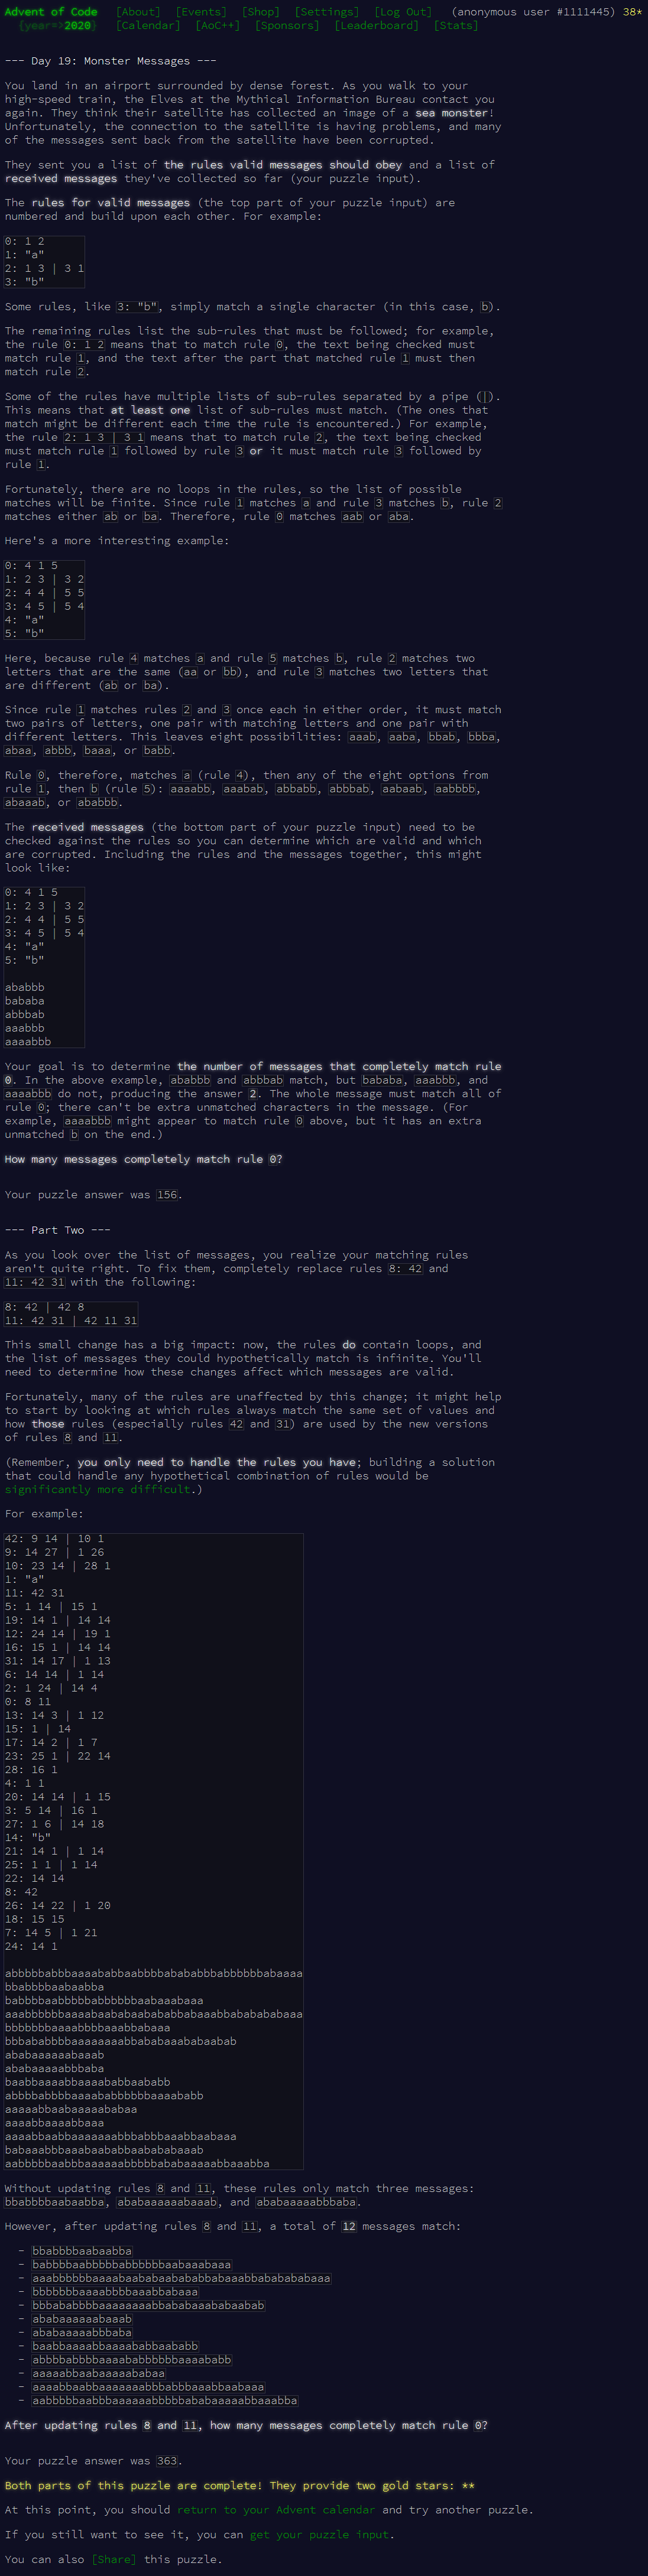 Advent of Code [About] [Events] [Shop] [Settings] [Log Out] (anonymous user #1111445) 38*
{year=>2020} [Calendar] [AoC++] [Sponsors] [Leaderboard] [Stats]
--- Day 19: Monster Messages ---
You land in an airport surrounded by dense forest. As you walk to your
high-speed train, the Elves at the Mythical Information Bureau contact you
again. They think their satellite has collected an image of a sea monster!
Unfortunately, the connection to the satellite is having problems, and many
of the messages sent back from the satellite have been corrupted.
They sent you a list of the rules valid messages should obey and a list of
received messages they've collected so far (your puzzle input).
The rules for valid messages (the top part of your puzzle input) are
numbered and build upon each other. For example:
0: 1 2
1: "a"
2: 1 3 | 3 1
3: "b"
Some rules, like 3: "b", simply match a single character (in this case, b).
The remaining rules list the sub-rules that must be followed; for example,
the rule 0: 1 2 means that to match rule 0, the text being checked must
match rule 1, and the text after the part that matched rule 1 must then
match rule 2.
Some of the rules have multiple lists of sub-rules separated by a pipe (|).
This means that at least one list of sub-rules must match. (The ones that
match might be different each time the rule is encountered.) For example,
the rule 2: 1 3 | 3 1 means that to match rule 2, the text being checked
must match rule 1 followed by rule 3 or it must match rule 3 followed by
rule 1.
Fortunately, there are no loops in the rules, so the list of possible
matches will be finite. Since rule 1 matches a and rule 3 matches b, rule 2
matches either ab or ba. Therefore, rule 0 matches aab or aba.
Here's a more interesting example:
0: 4 1 5
1: 2 3 | 3 2
2: 4 4 | 5 5
3: 4 5 | 5 4
4: "a"
5: "b"
Here, because rule 4 matches a and rule 5 matches b, rule 2 matches two
letters that are the same (aa or bb), and rule 3 matches two letters that
are different (ab or ba).
Since rule 1 matches rules 2 and 3 once each in either order, it must match
two pairs of letters, one pair with matching letters and one pair with
different letters. This leaves eight possibilities: aaab, aaba, bbab, bbba,
abaa, abbb, baaa, or babb.
Rule 0, therefore, matches a (rule 4), then any of the eight options from
rule 1, then b (rule 5): aaaabb, aaabab, abbabb, abbbab, aabaab, aabbbb,
abaaab, or ababbb.
The received messages (the bottom part of your puzzle input) need to be
checked against the rules so you can determine which are valid and which
are corrupted. Including the rules and the messages together, this might
look like:
0: 4 1 5
1: 2 3 | 3 2
2: 4 4 | 5 5
3: 4 5 | 5 4
4: "a"
5: "b"
ababbb
bababa
abbbab
aaabbb
aaaabbb
Your goal is to determine the number of messages that completely match rule
0. In the above example, ababbb and abbbab match, but bababa, aaabbb, and
aaaabbb do not, producing the answer 2. The whole message must match all of
rule 0; there can't be extra unmatched characters in the message. (For
example, aaaabbb might appear to match rule 0 above, but it has an extra
unmatched b on the end.)
How many messages completely match rule 0?
Your puzzle answer was 156.
--- Part Two ---
As you look over the list of messages, you realize your matching rules
aren't quite right. To fix them, completely replace rules 8: 42 and
11: 42 31 with the following:
8: 42 | 42 8
11: 42 31 | 42 11 31
This small change has a big impact: now, the rules do contain loops, and
the list of messages they could hypothetically match is infinite. You'll
need to determine how these changes affect which messages are valid.
Fortunately, many of the rules are unaffected by this change; it might help
to start by looking at which rules always match the same set of values and
how those rules (especially rules 42 and 31) are used by the new versions
of rules 8 and 11.
(Remember, you only need to handle the rules you have; building a solution
that could handle any hypothetical combination of rules would be
significantly more difficult.)
For example:
42: 9 14 | 10 1
9: 14 27 | 1 26
10: 23 14 | 28 1
1: "a"
11: 42 31
5: 1 14 | 15 1
19: 14 1 | 14 14
12: 24 14 | 19 1
16: 15 1 | 14 14
31: 14 17 | 1 13
6: 14 14 | 1 14
2: 1 24 | 14 4
0: 8 11
13: 14 3 | 1 12
15: 1 | 14
17: 14 2 | 1 7
23: 25 1 | 22 14
28: 16 1
4: 1 1
20: 14 14 | 1 15
3: 5 14 | 16 1
27: 1 6 | 14 18
14: "b"
21: 14 1 | 1 14
25: 1 1 | 1 14
22: 14 14
8: 42
26: 14 22 | 1 20
18: 15 15
7: 14 5 | 1 21
24: 14 1
abbbbbabbbaaaababbaabbbbabababbbabbbbbbabaaaa
bbabbbbaabaabba
babbbbaabbbbbabbbbbbaabaaabaaa
aaabbbbbbaaaabaababaabababbabaaabbababababaaa
bbbbbbbaaaabbbbaaabbabaaa
bbbababbbbaaaaaaaabbababaaababaabab
ababaaaaaabaaab
ababaaaaabbbaba
baabbaaaabbaaaababbaababb
abbbbabbbbaaaababbbbbbaaaababb
aaaaabbaabaaaaababaa
aaaabbaaaabbaaa
aaaabbaabbaaaaaaabbbabbbaaabbaabaaa
babaaabbbaaabaababbaabababaaab
aabbbbbaabbbaaaaaabbbbbababaaaaabbaaabba
Without updating rules 8 and 11, these rules only match three messages:
bbabbbbaabaabba, ababaaaaaabaaab, and ababaaaaabbbaba.
However, after updating rules 8 and 11, a total of 12 messages match:
- bbabbbbaabaabba
- babbbbaabbbbbabbbbbbaabaaabaaa
- aaabbbbbbaaaabaababaabababbabaaabbababababaaa
- bbbbbbbaaaabbbbaaabbabaaa
- bbbababbbbaaaaaaaabbababaaababaabab
- ababaaaaaabaaab
- ababaaaaabbbaba
- baabbaaaabbaaaababbaababb
- abbbbabbbbaaaababbbbbbaaaababb
- aaaaabbaabaaaaababaa
- aaaabbaabbaaaaaaabbbabbbaaabbaabaaa
- aabbbbbaabbbaaaaaabbbbbababaaaaabbaaabba
After updating rules 8 and 11, how many messages completely match rule 0?
Your puzzle answer was 363.
Both parts of this puzzle are complete! They provide two gold stars: **
At this point, you should return to your Advent calendar and try another puzzle.
If you still want to see it, you can get your puzzle input.
You can also [Share] this puzzle.